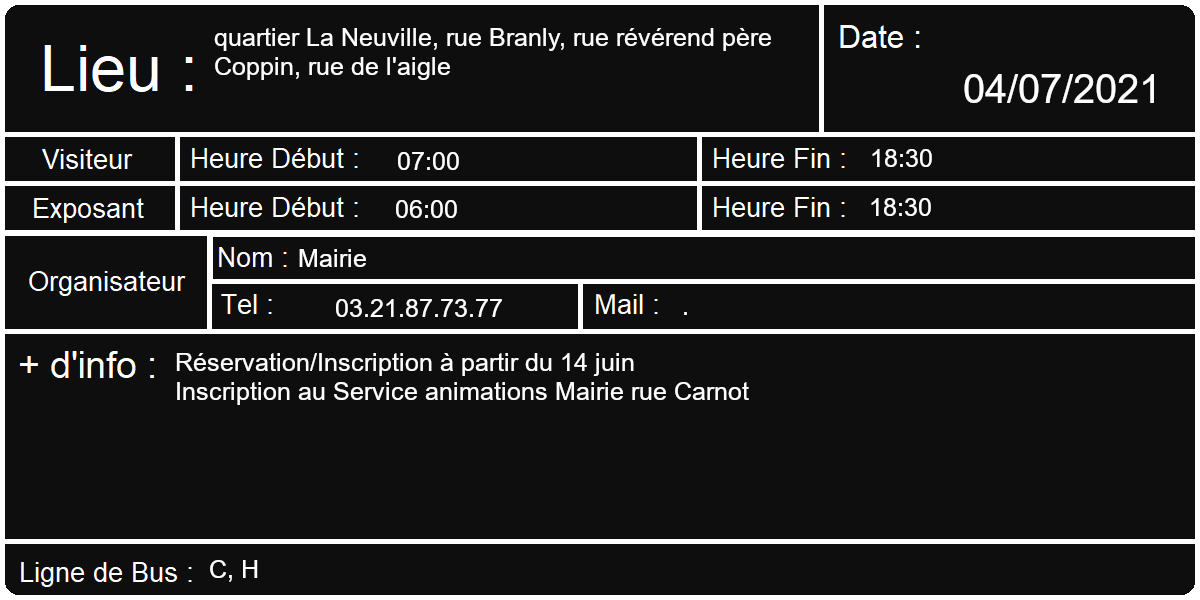 Lieu :
quartier La Neuville, rue Branly, rue révérend père
Coppin, rue de l'aigle
Date :
04/07/2021
Visiteur
Heure Début : 07:00
Heure Fin : 18:30
Exposant
Heure Début : 06:00
Heure Fin : 18:30
Organisateur
Nom : Mairie
Tel : 03.21.87.73.77
Mail : .
+ d'info :
Réservation/Inscription à partir du 14 juin
Inscription au Service animations Mairie rue Carnot
Ligne de Bus : C, H